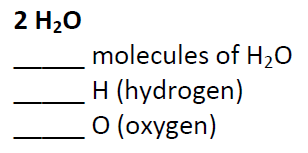 2 H₂O
_____ molecules of H₂O
_____ H (hydrogen)
_____ O (oxygen)